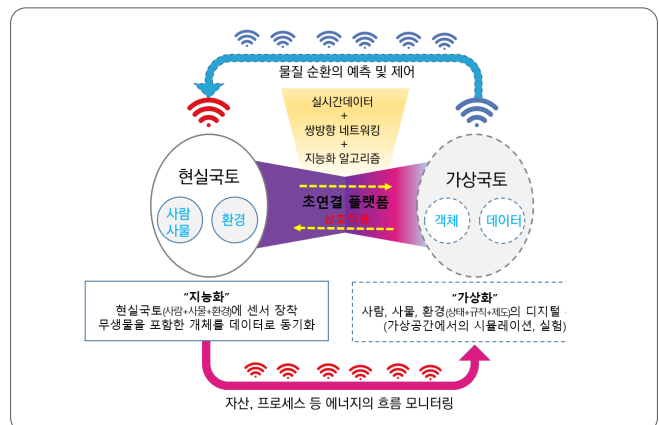 물질 순환의 예측 및 제어
실시간데이터
+
쌍방향 네트워킹
+
지능화 알고리즘
현실국토
사람
사물
환경
초연결 플랫폼
상호작용
가상국토
객체
데이터
"지능화"
현실국토(사람+사물+환경)에 센서 장착
무생물을 포함한 개체를 데이터로 동기화
"가상화"
사람, 사물, 환경(상태+규칙+제도)의 디지털
(가상공간에서의 시뮬레이션, 실험)
자산, 프로세스 등 에너지의 흐름 모니터링